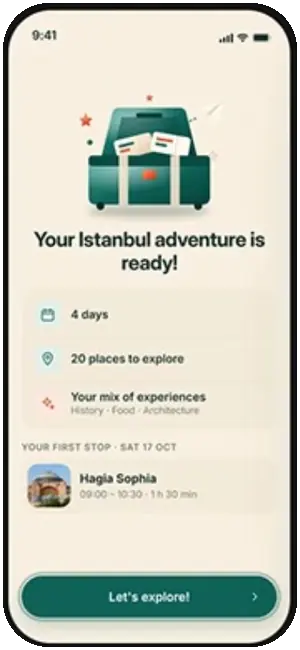 9:41
Your Istanbul adventure is
ready!
4 days
20 places to explore
Your mix of experiences
History · Food · Architecture
YOUR FIRST STOP · SAT 17 OCT
Hagia Sophia
09:00 – 10:30 · 1 h 30 min
Let's explore!